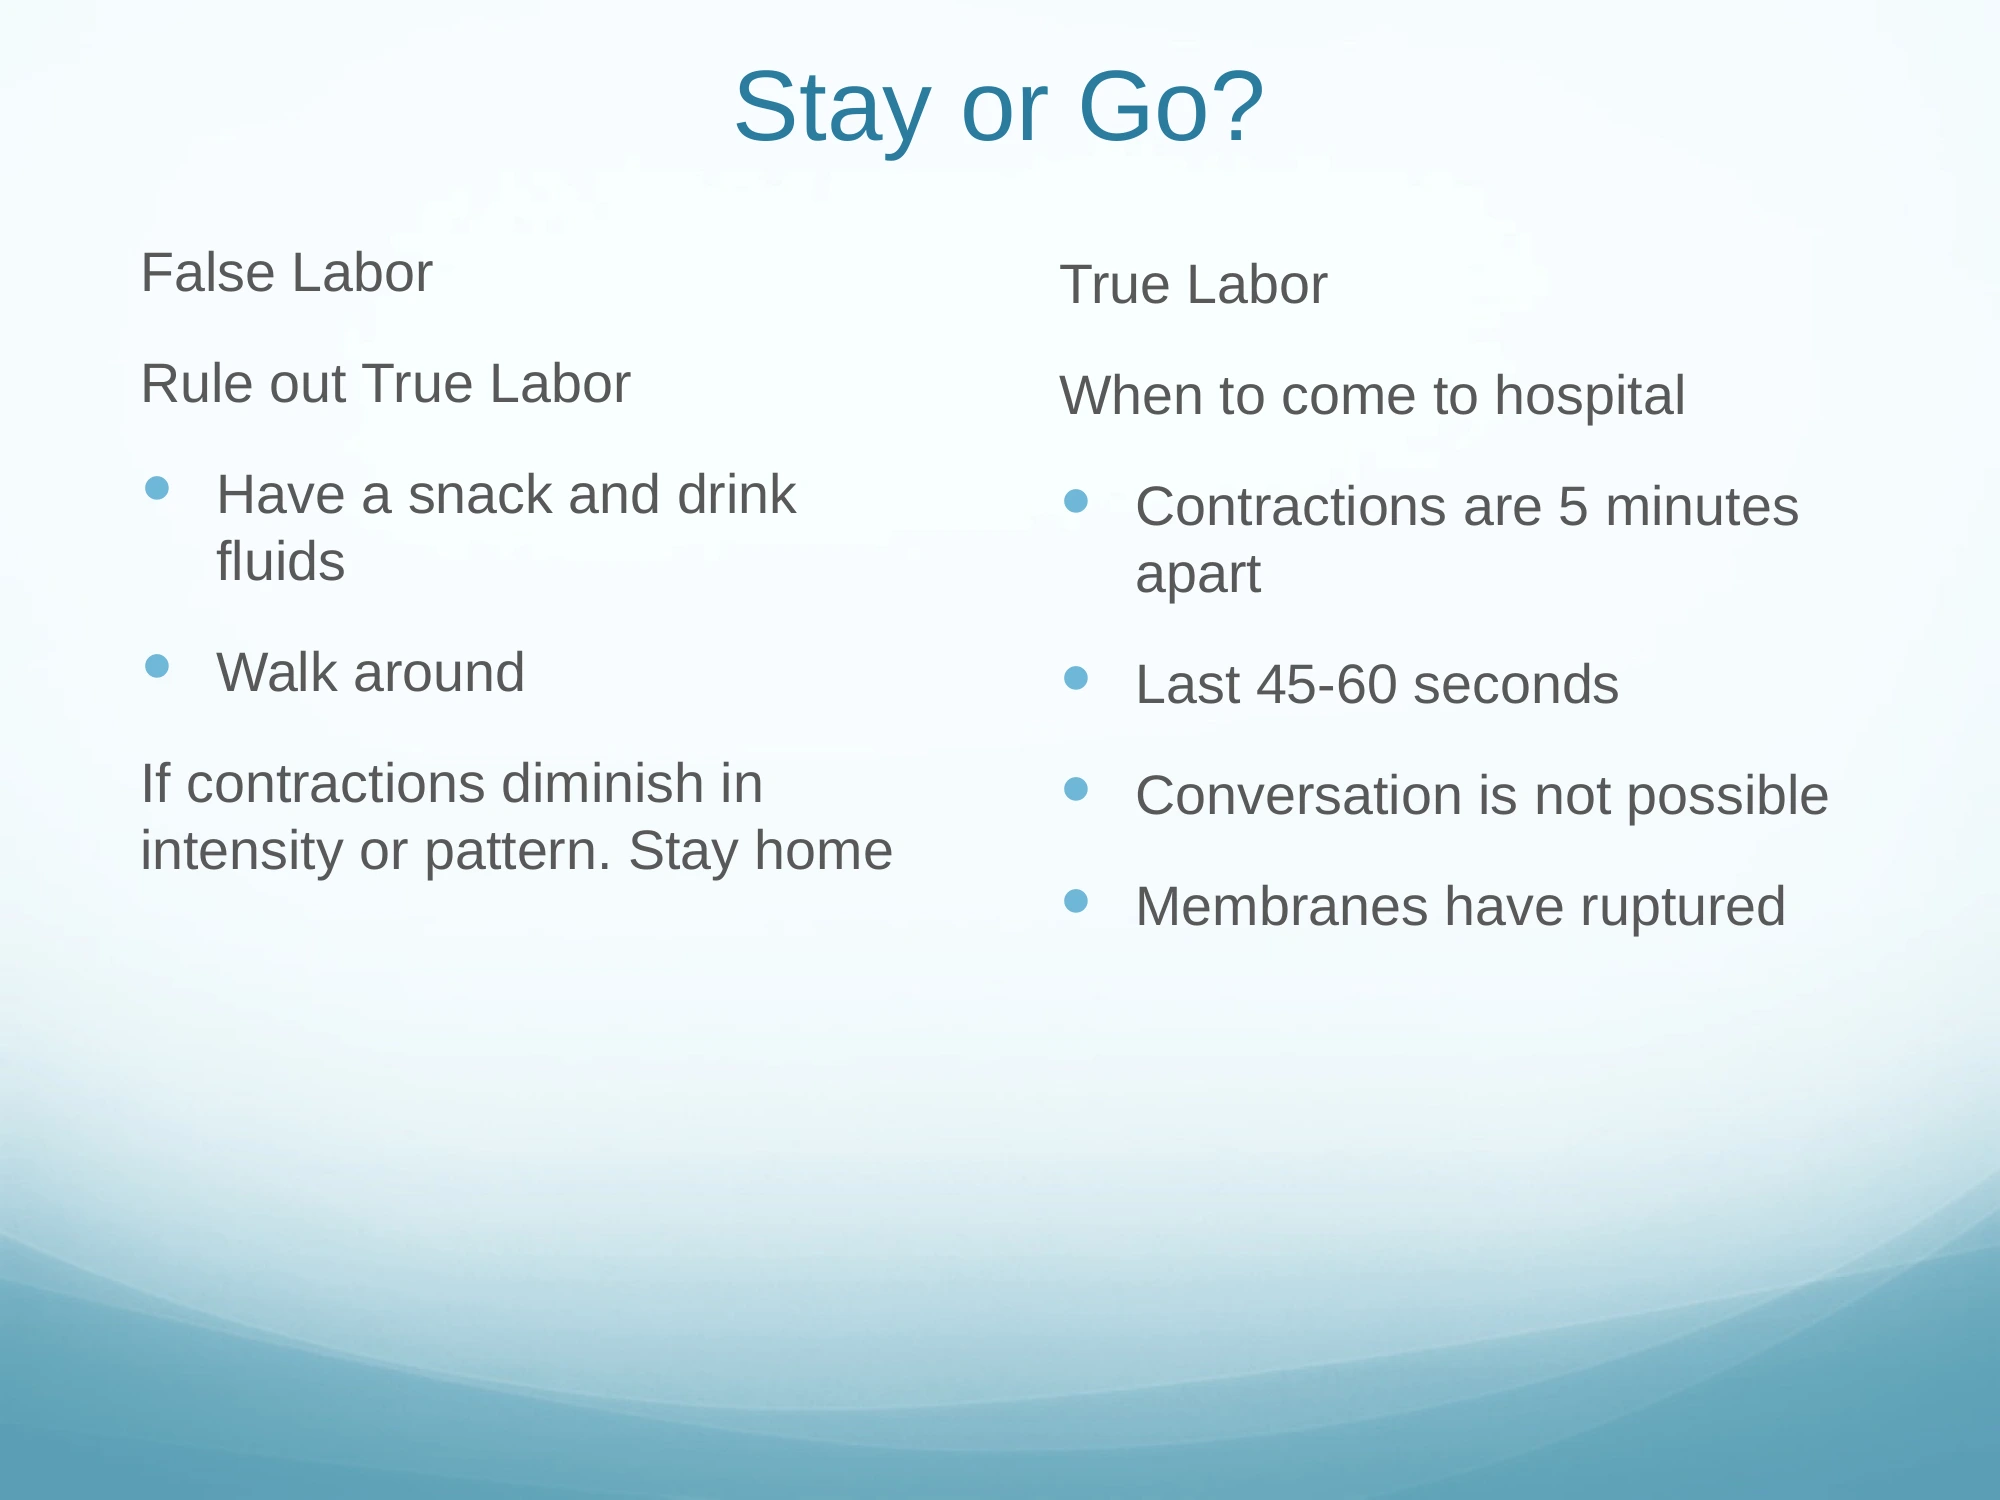 Stay or Go?
False Labor
Rule out True Labor
Have a snack and drink
fluids
Walk around
If contractions diminish in
intensity or pattern. Stay home
True Labor
When to come to hospital
Contractions are 5 minutes
apart
Last 45-60 seconds
Conversation is not possible
Membranes have ruptured